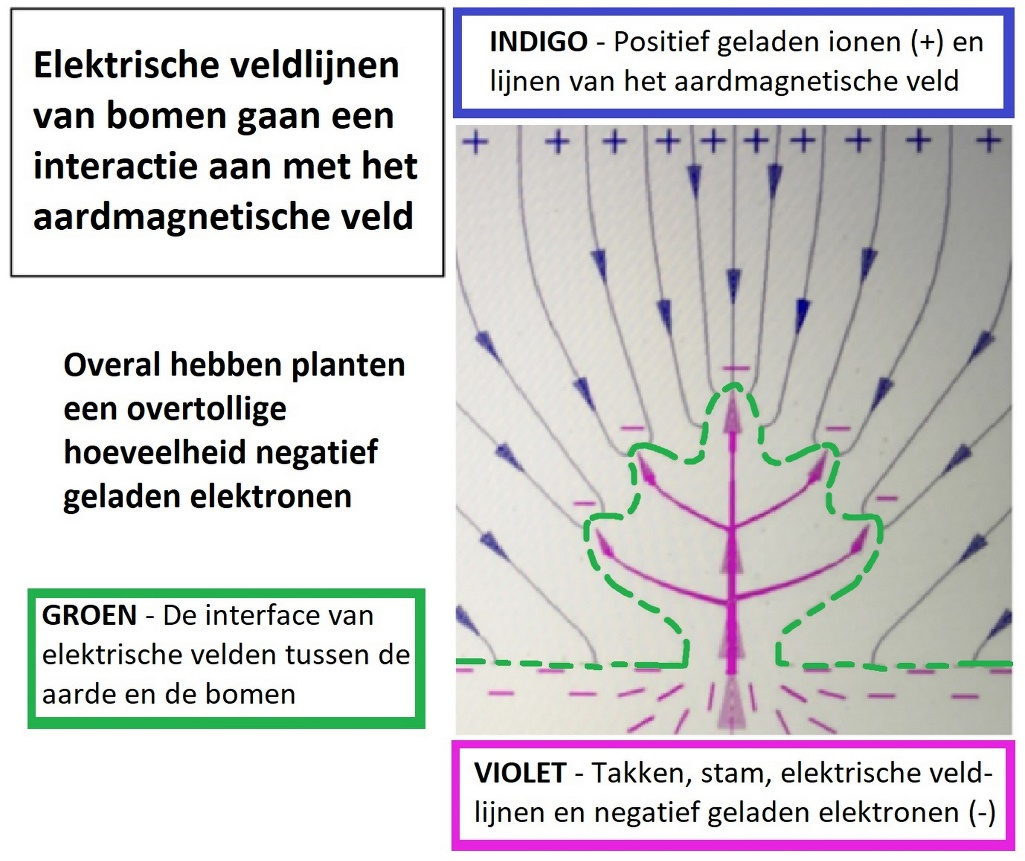 Elektrische veldlijnen
van bomen gaan een
interactie aan met het
aardmagnetische veld
INDIGO - Positief geladen ionen (+) en
lijnen van het aardmagnetische veld
+ + + + + + + + + +
Overal hebben planten
een overtollige
hoeveelheid negatief
geladen elektronen
GROEN - De interface van
elektrische velden tussen de
aarde en de bomen
VIOLET - Takken, stam, elektrische veld-
lijnen en negatief geladen elektronen (-)